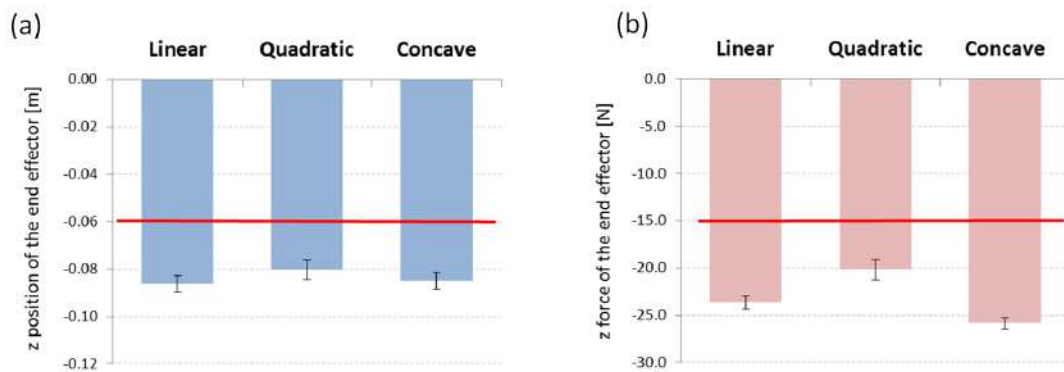 (a)
Linear Quadratic Concave
0.00
-0.02
-0.04
-0.06
-0.08
-0.10
-0.12
z position of the end effector [m]
(b)
Linear Quadratic Concave
0.0
-5.0
-10.0
-15.0
-20.0
-25.0
-30.0
z force of the end effector [N]